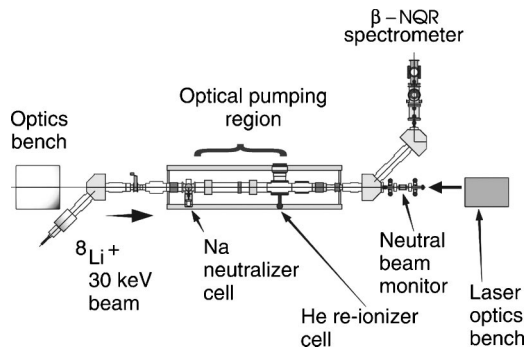 β – NQR
spectrometer
Optical pumping
region
Optics
bench
⁸Li+
30 keV
beam
Na
neutralizer
cell
He re-ionizer
cell
Neutral
beam
monitor
Laser
optics
bench